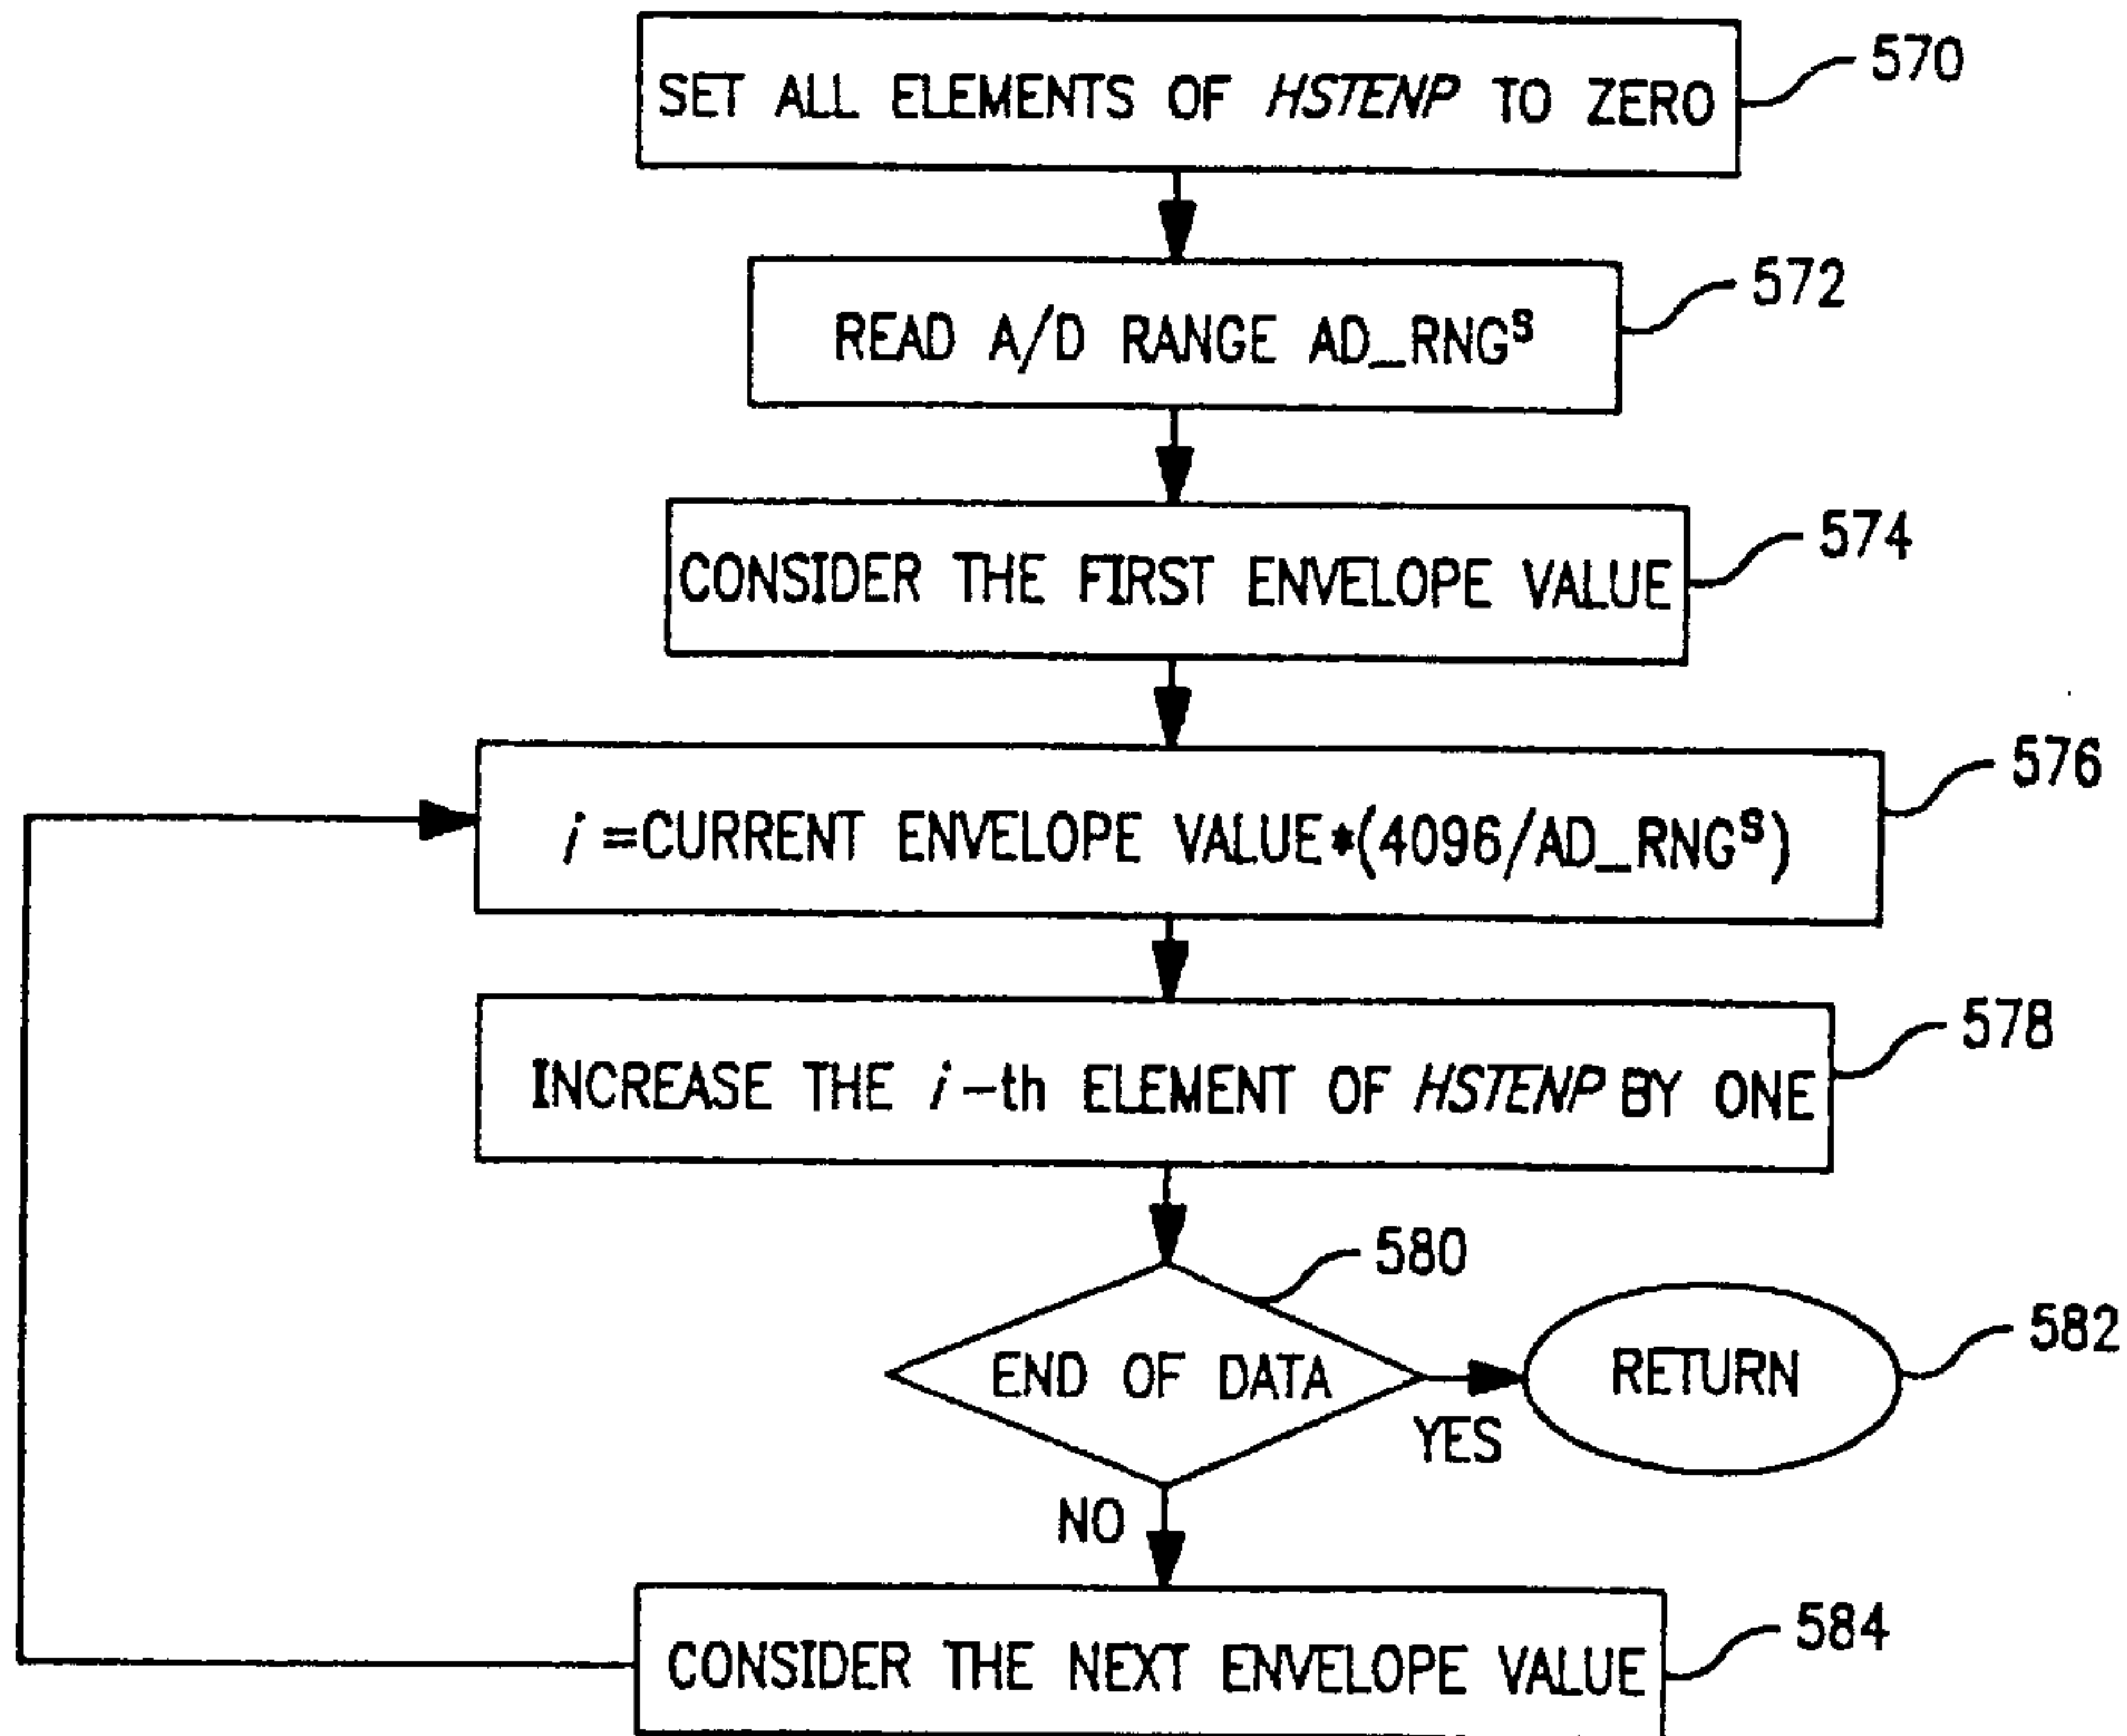 SET ALL ELEMENTS OF HSTENP TO ZERO
570
READ A/D RANGE AD_RNGˢ
572
CONSIDER THE FIRST ENVELOPE VALUE
574
i =CURRENT ENVELOPE VALUE*(4096/AD_RNGˢ)
576
INCREASE THE i-th ELEMENT OF HSTENP BY ONE
578
580
END OF DATA
YES
RETURN
582
NO
CONSIDER THE NEXT ENVELOPE VALUE
584